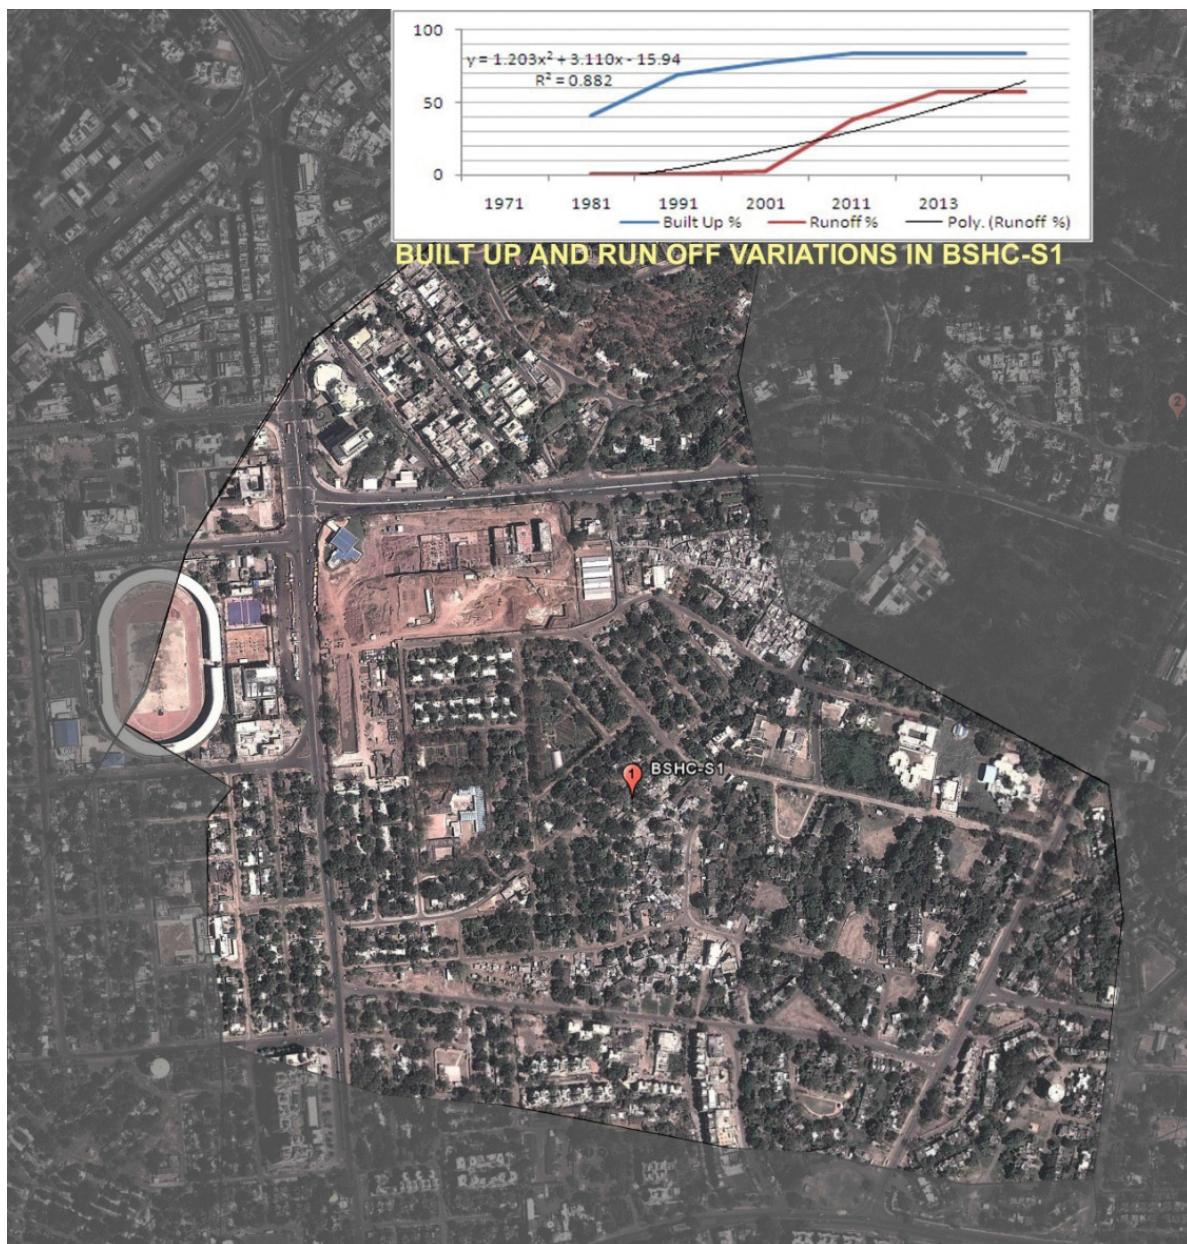 100
y = 1.203x² + 3.110x - 15.94
R² = 0.882
50
0
1971 1981 1991 2001 2011 2013
Built Up % Runoff % Poly. (Runoff %)
BUILT UP AND RUN OFF VARIATIONS IN BSHC-S1
2
1 BSHC-S1